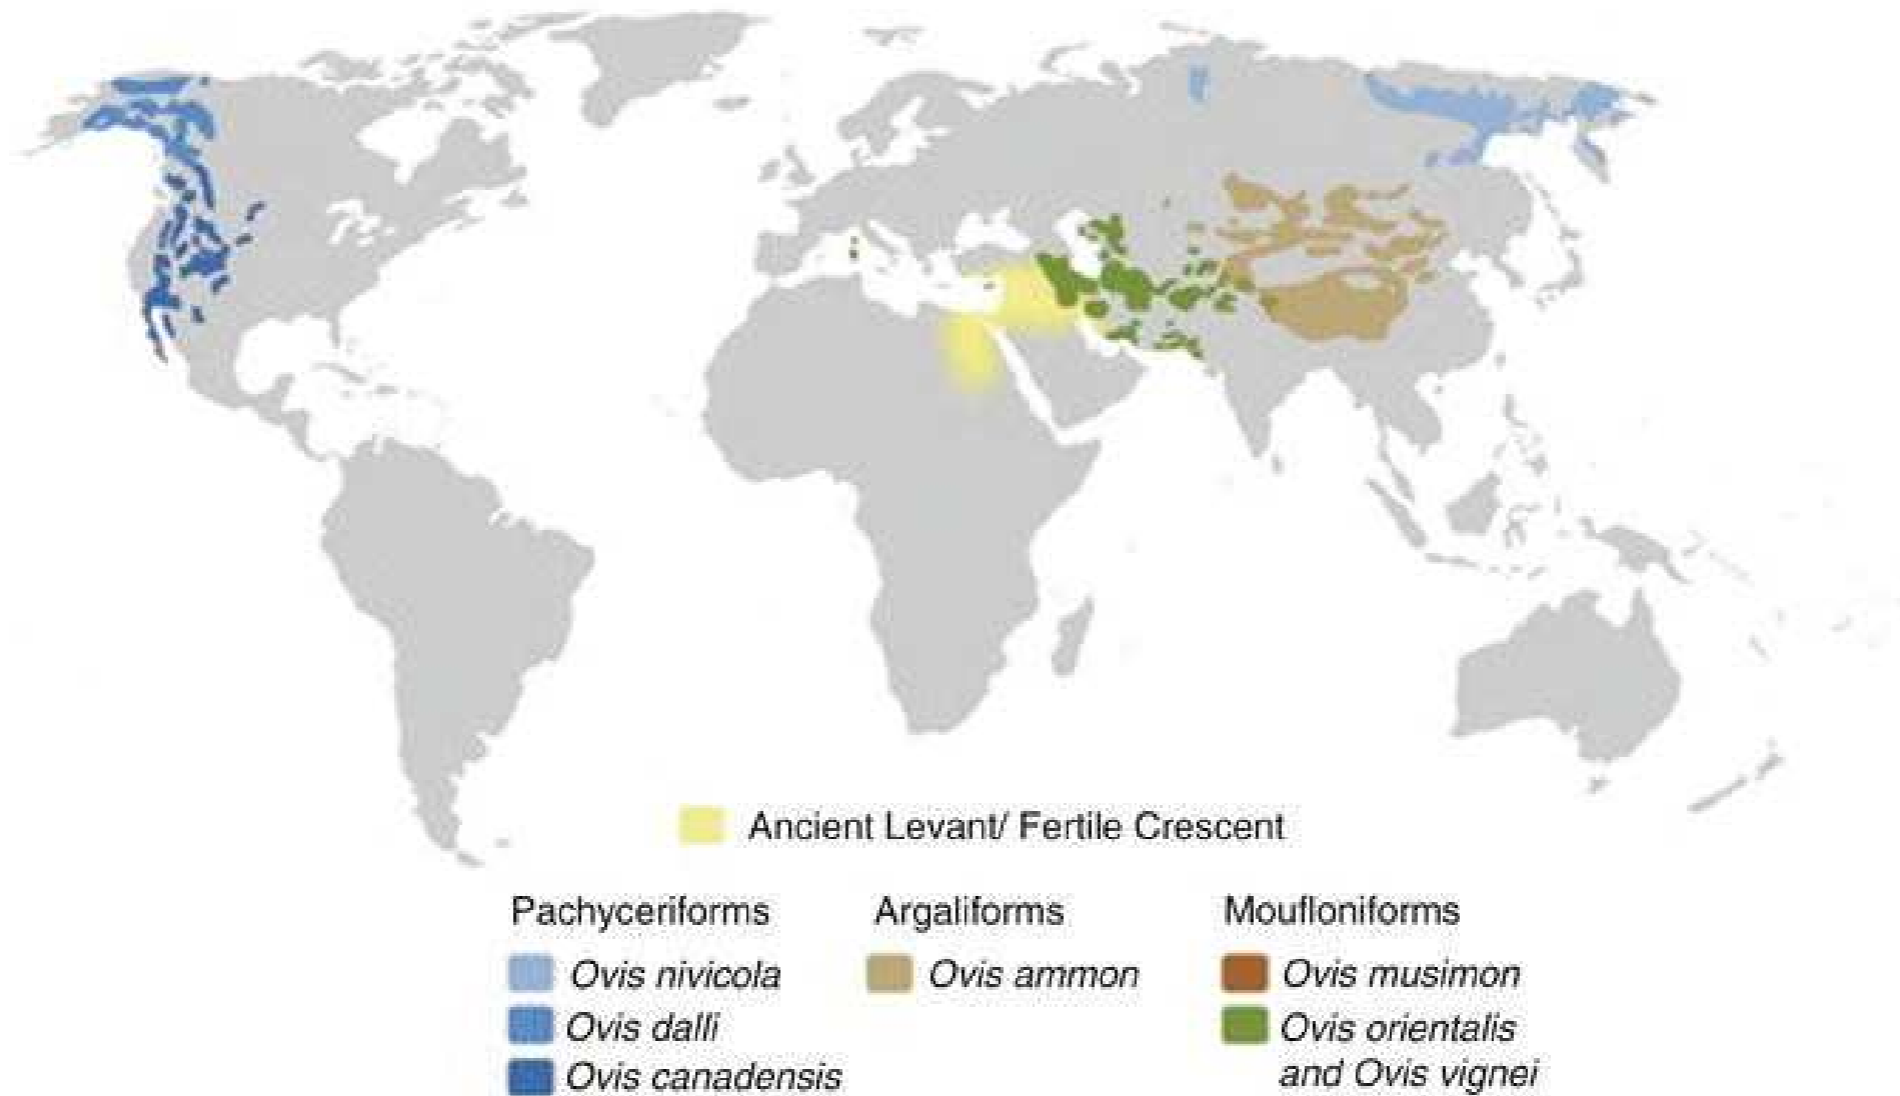 Ancient Levant/ Fertile Crescent
Pachyceriforms
Ovis nivicola
Ovis dalli
Ovis canadensis
Argaliforms
Ovis ammon
Moufloniforms
Ovis musimon
Ovis orientalis
and Ovis vignei